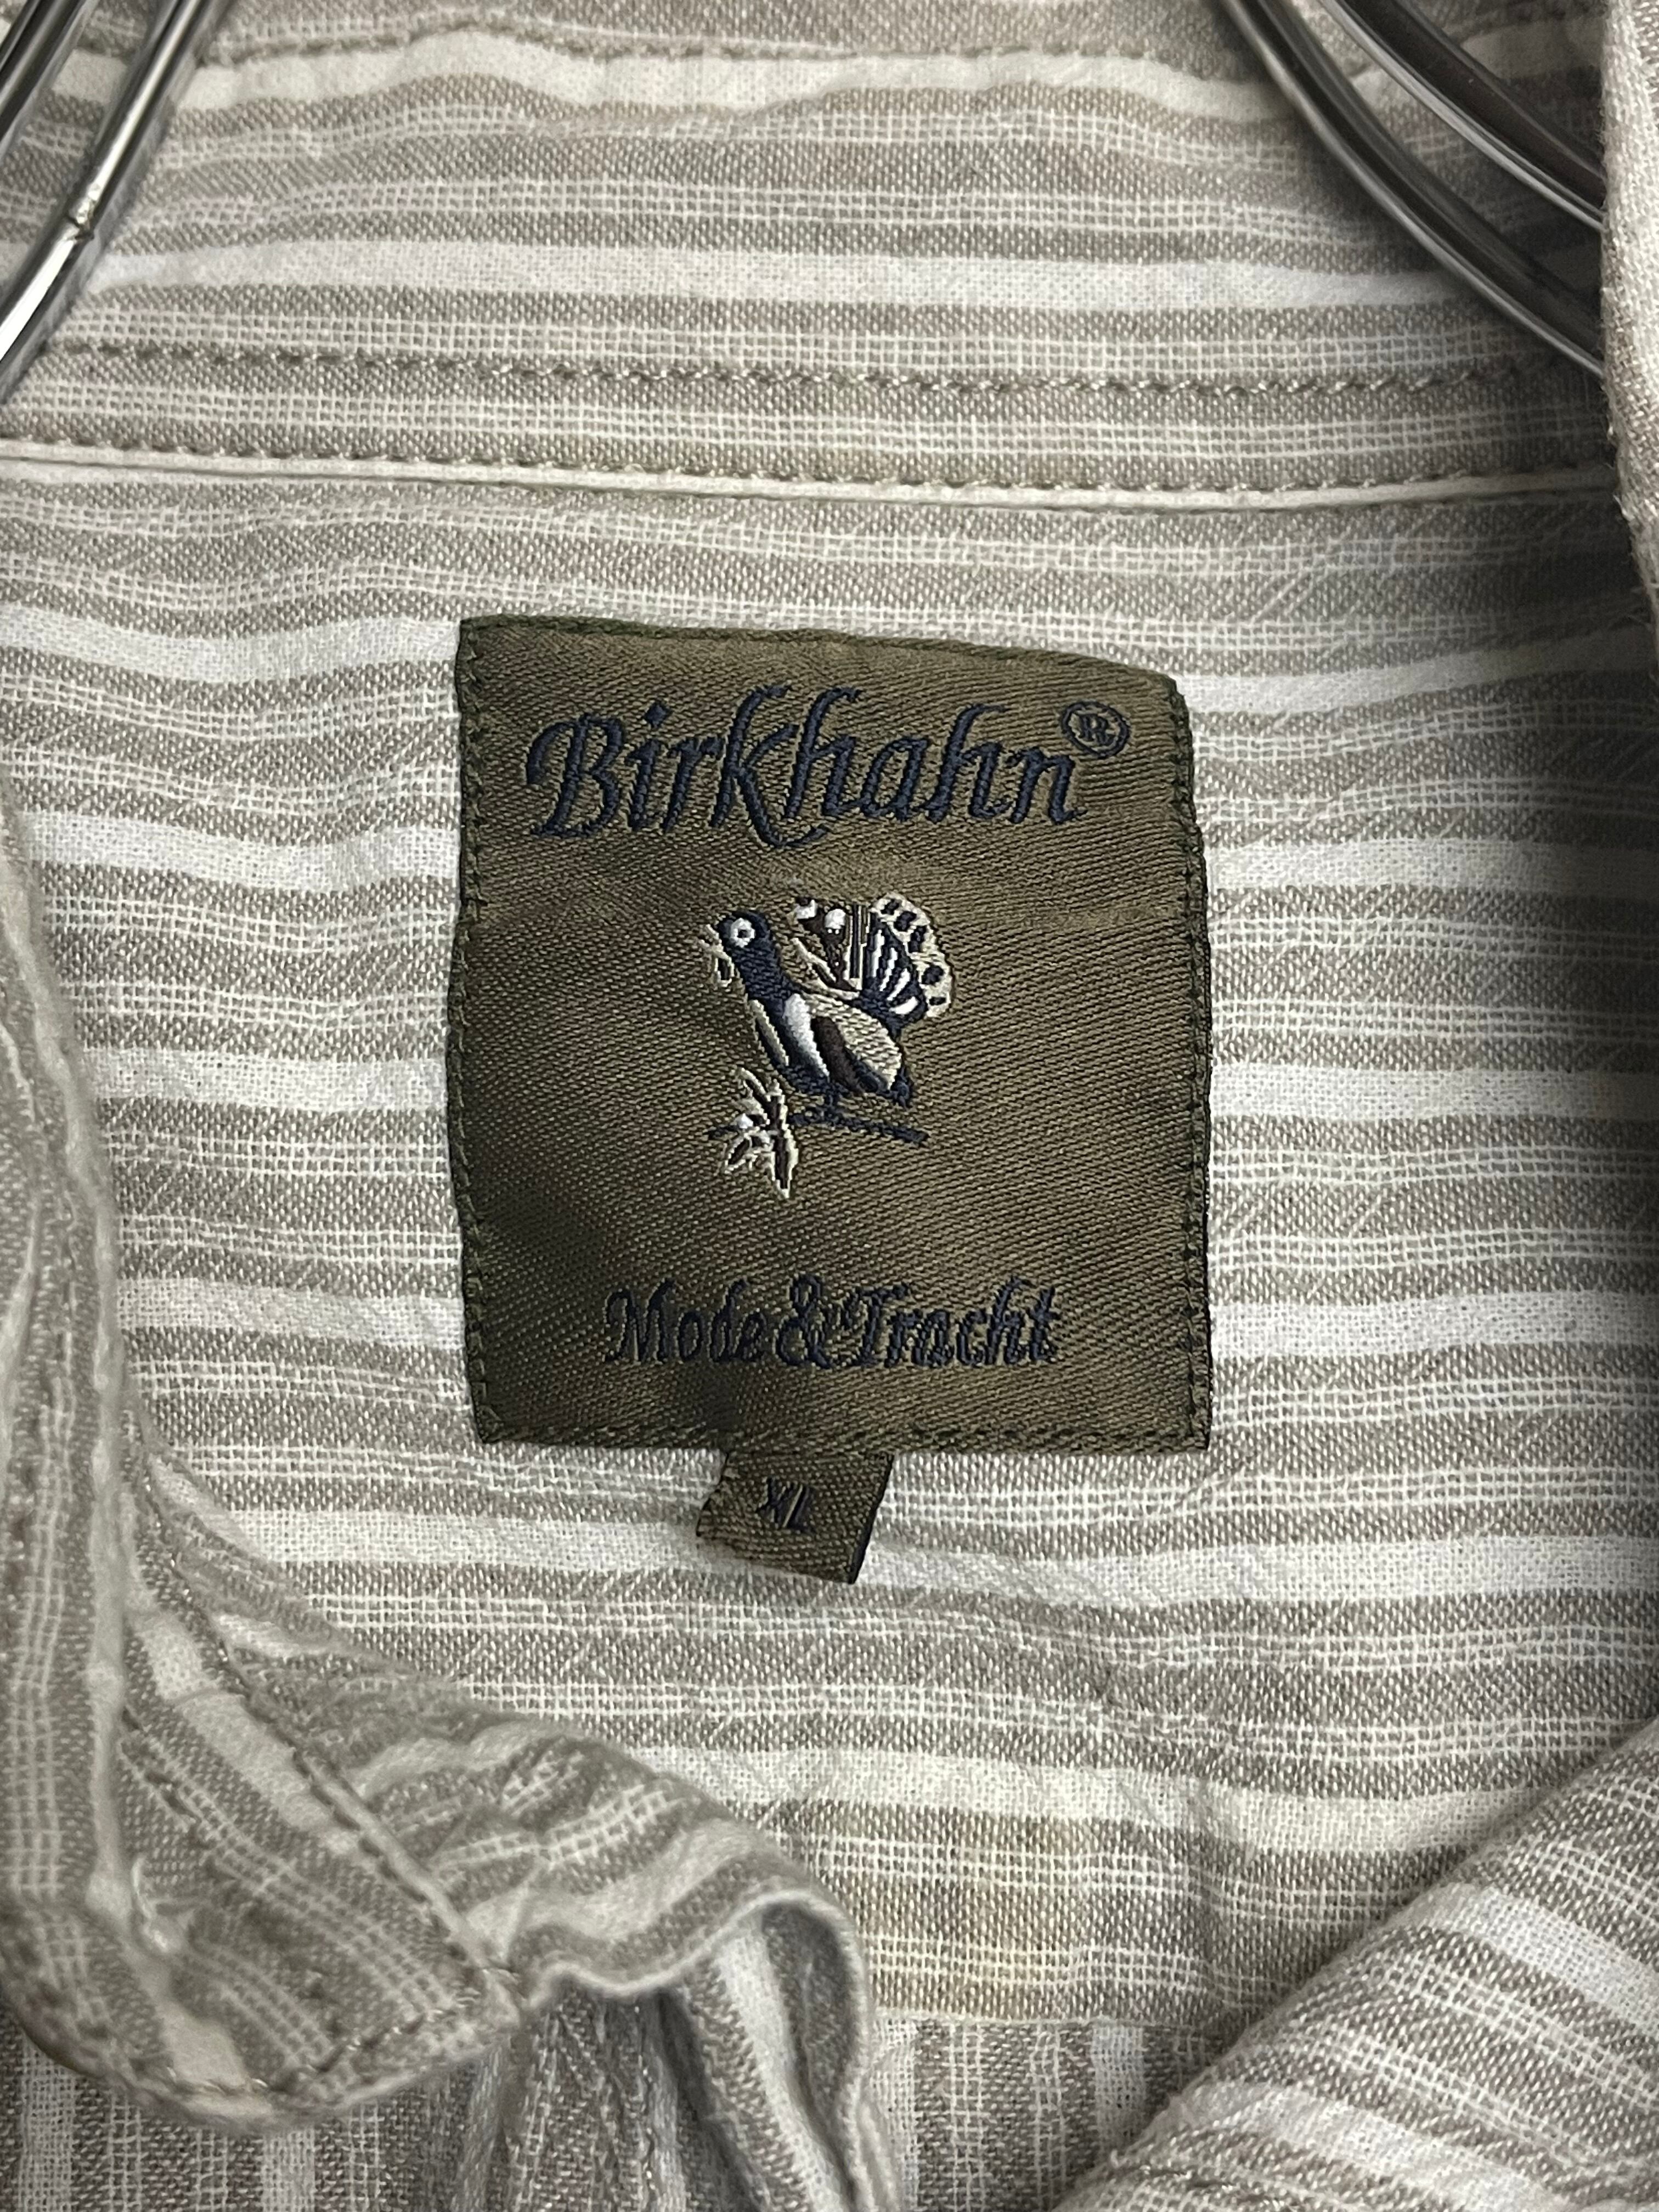 Birkhahn®
Mode & Tracht
XL